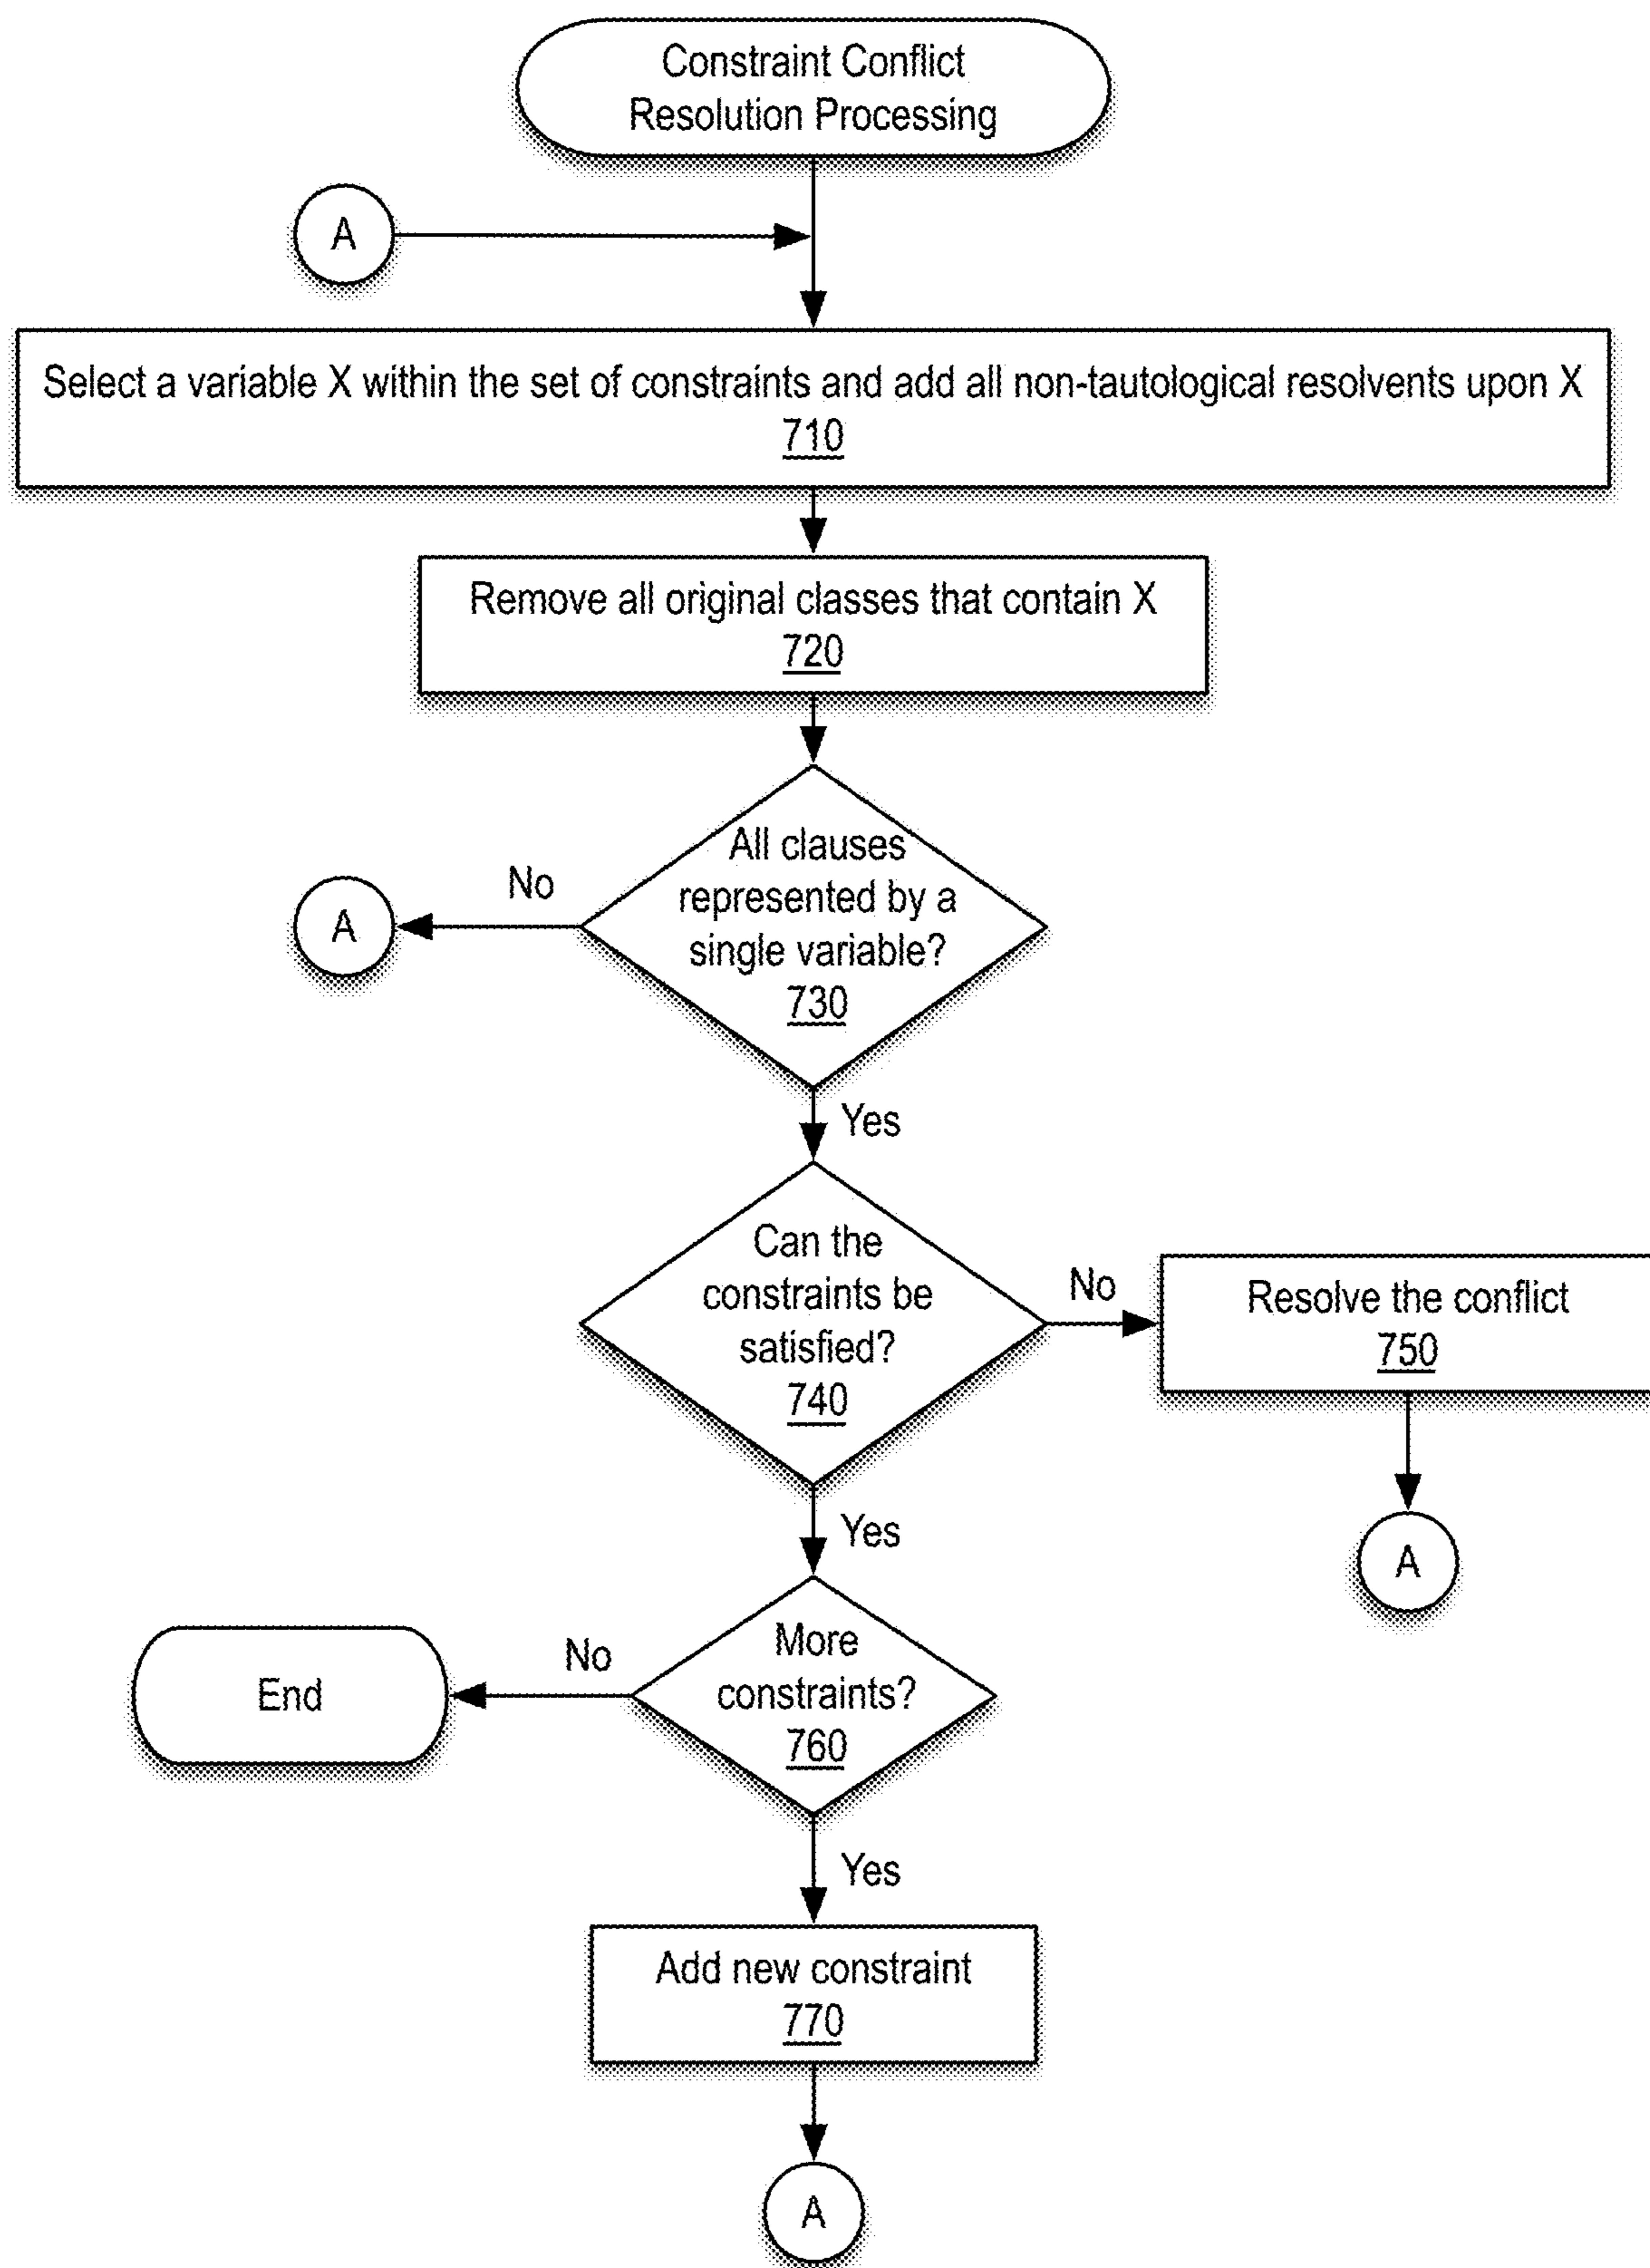 Constraint Conflict
Resolution Processing
A
Select a variable X within the set of constraints and add all non-tautological resolvents upon X
710
Remove all original classes that contain X
720
All clauses
represented by a
single variable?
730
No
A
Yes
Can the
constraints be
satisfied?
740
No
Resolve the conflict
750
A
Yes
More
constraints?
760
No
End
Yes
Add new constraint
770
A